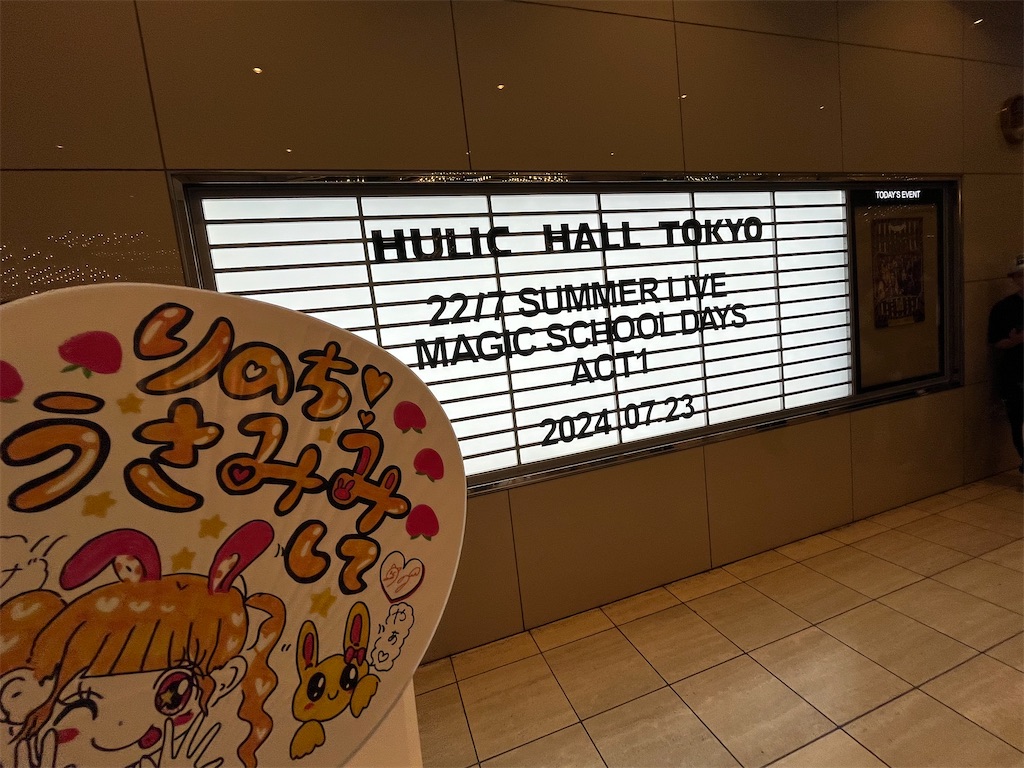 HULIC HALL TOKYO
22/7 SUMMER LIVE
MAGIC SCHOOL DAYS
ACT1
2024.07.23
TODAY'S EVENT
りのち
うさみみ
して